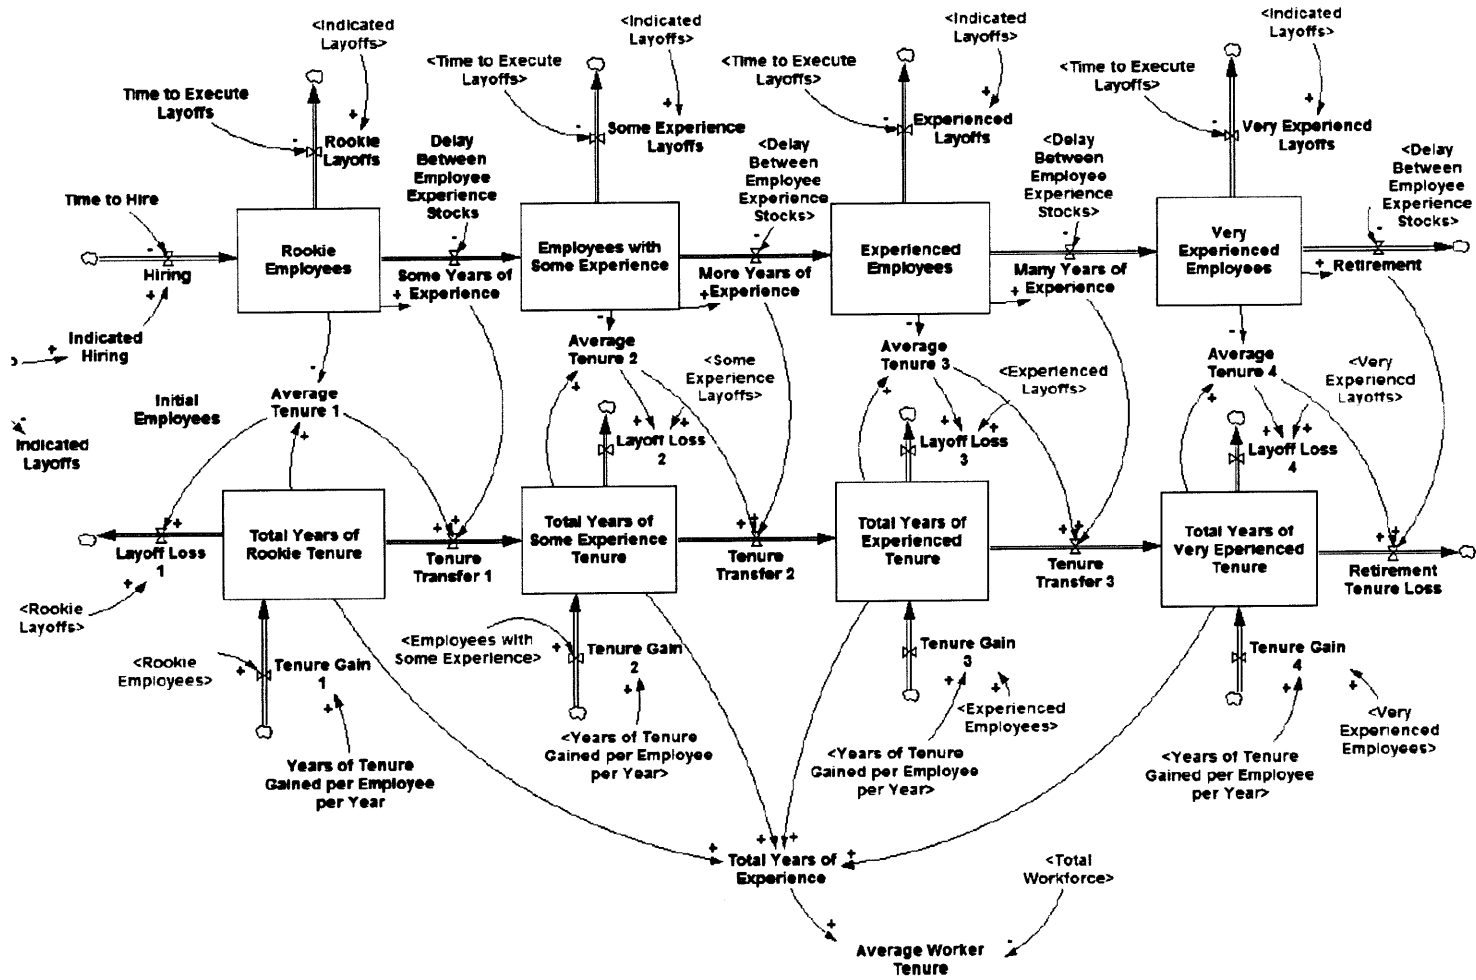 <Indicated
Layoffs>
<Indicated
Layoffs>
<Indicated
Layoffs>
<Indicated
Layoffs>
Time to Execute
Layoffs
<Time to Execute
Layoffs>
<Time to Execute
Layoffs>
<Time to Execute
Layoffs>
Rookie
Layoffs
Some Experience
Layoffs
Experienced
Layoffs
Very Experiencd
Layoffs
Delay
Between
Employee
Experience
Stocks
<Delay
Between
Employee
Experience
Stocks>
<Delay
Between
Employee
Experience
Stocks>
<Delay
Between
Employee
Experience
Stocks>
Time to Hire
Hiring
Rookie
Employees
Some Years of
Experience
Employees with
Some Experience
More Years of
Experience
Experienced
Employees
Many Years of
Experience
Very
Experienced
Employees
Retirement
Indicated
Hiring
Indicated
Layoffs
Initial
Employees
Average
Tenure 1
Average
Tenure 2
<Some
Experience
Layoffs>
Average
Tenure 3
<Experienced
Layoffs>
Average
Tenure 4
<Very
Experiencd
Layoffs>
Layoff Loss
2
Layoff Loss
3
Layoff Loss
4
Layoff Loss
1
<Rookie
Layoffs>
Total Years of
Rookie Tenure
Tenure
Transfer 1
Total Years of
Some Experience
Tenure
Tenure
Transfer 2
Total Years of
Experienced
Tenure
Tenure
Transfer 3
Total Years of
Very Eperienced
Tenure
Retirement
Tenure Loss
<Rookie
Employees>
Tenure Gain
1
<Employees with
Some Experience>
Tenure Gain
2
Tenure Gain
3
Tenure Gain
4
<Experienced
Employees>
<Very
Experienced
Employees>
Years of Tenure
Gained per Employee
per Year
<Years of Tenure
Gained per Employee
per Year>
<Years of Tenure
Gained per Employee
per Year>
<Years of Tenure
Gained per Employee
per Year>
Total Years of
Experience
<Total
Workforce>
Average Worker
Tenure